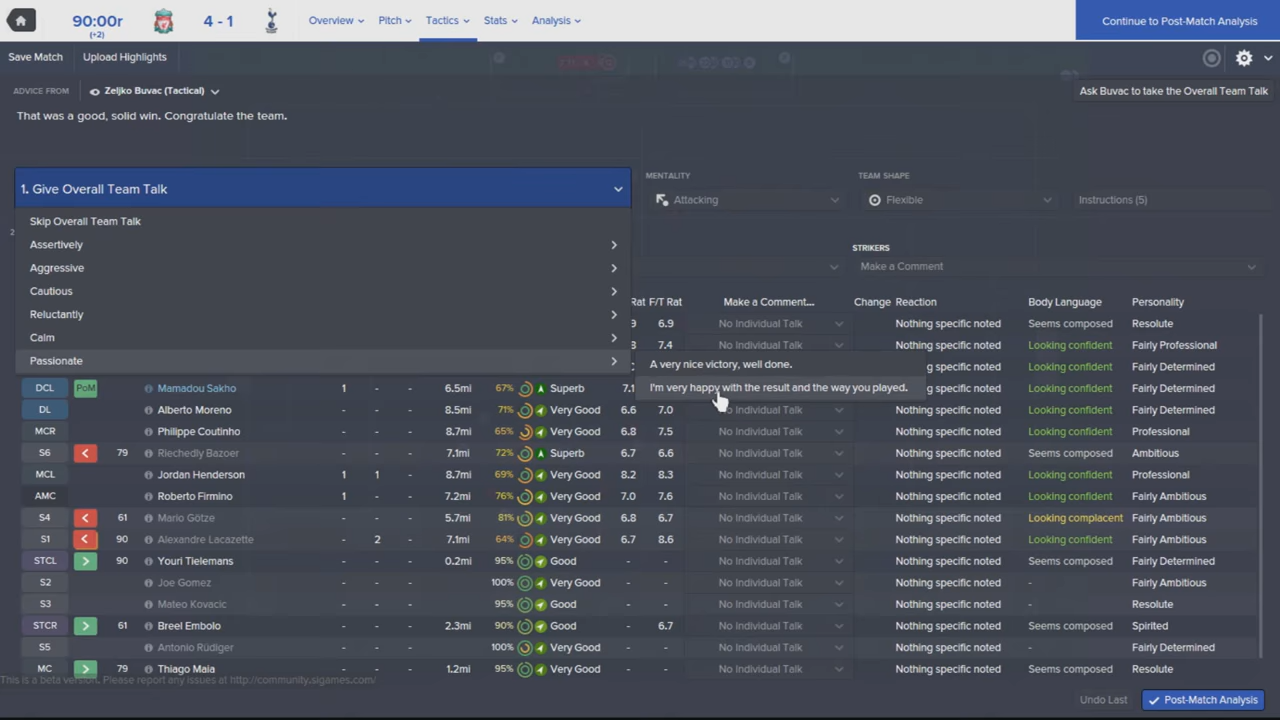 90:00r
(+2)
4 - 1
Overview
Pitch
Tactics
Stats
Analysis
Continue to Post-Match Analysis
Save Match
Upload Highlights
ADVICE FROM
Zeljko Buvac (Tactical)
Ask Buvac to take the Overall Team Talk
That was a good, solid win. Congratulate the team.
1. Give Overall Team Talk
MENTALITY
TEAM SHAPE
Attacking
Flexible
Instructions (5)
Skip Overall Team Talk
2
Assertively
STRIKERS
Aggressive
Make a Comment
Cautious
Rat F/T Rat Make a Comment... Change Reaction Body Language Personality
Reluctantly
9 6.9 No Individual Talk Nothing specific noted Seems composed Resolute
Calm
8 7.4 No Individual Talk Nothing specific noted Looking confident Fairly Professional
Passionate
A very nice victory, well done.
g specific noted Looking confident Fairly Determined
I'm very happy with the result and the way you played.
DCL PoM Mamadou Sakho 1 - - 6.5mi. 67% Superb 7.1 g specific noted Looking confident Fairly Determined
DL Alberto Moreno - - - 8.5mi. 71% Very Good 6.6 7.0 No Individual Talk Nothing specific noted Looking confident Fairly Determined
MCR Philippe Coutinho - - - 8.7mi. 65% Very Good 6.8 7.5 No Individual Talk Nothing specific noted Looking confident Professional
S6 79 Riechedly Bazoer - - - 7.1mi. 72% Superb 6.7 6.6 No Individual Talk Nothing specific noted Seems composed Ambitious
MCL Jordan Henderson 1 1 - 8.7mi. 69% Very Good 8.2 8.3 No Individual Talk Nothing specific noted Looking confident Professional
AMC Roberto Firmino 1 - - 7.2mi. 76% Very Good 7.0 7.6 No Individual Talk Nothing specific noted Looking confident Fairly Ambitious
S4 61 Mario Götze - - - 5.7mi. 81% Very Good 6.8 6.7 No Individual Talk Nothing specific noted Looking complacent Fairly Ambitious
S1 90 Alexandre Lacazette - 2 - 7.1mi. 64% Very Good 6.7 8.6 No Individual Talk Nothing specific noted Looking confident Fairly Ambitious
STCL 90 Youri Tielemans - - - 0.2mi. 95% Good - - No Individual Talk Nothing specific noted Seems composed Fairly Determined
S2 Joe Gomez - - - 100% Very Good - - No Individual Talk Nothing specific noted - Fairly Ambitious
S3 Mateo Kovacic - - - 95% Good - - No Individual Talk Nothing specific noted - Resolute
STCR 61 Breel Embolo - - - 2.3mi. 90% Good - 6.7 No Individual Talk Nothing specific noted Seems composed Spirited
S5 Antonio Rüdiger - - - 100% Very Good - - No Individual Talk Nothing specific noted - Fairly Determined
MC 79 Thiago Maia - - - 1.2mi. 95% Very Good - - No Individual Talk Nothing specific noted Seems composed Resolute
This is a beta version. Please report any issues at http://community.sigames.com/
Undo Last
Post-Match Analysis